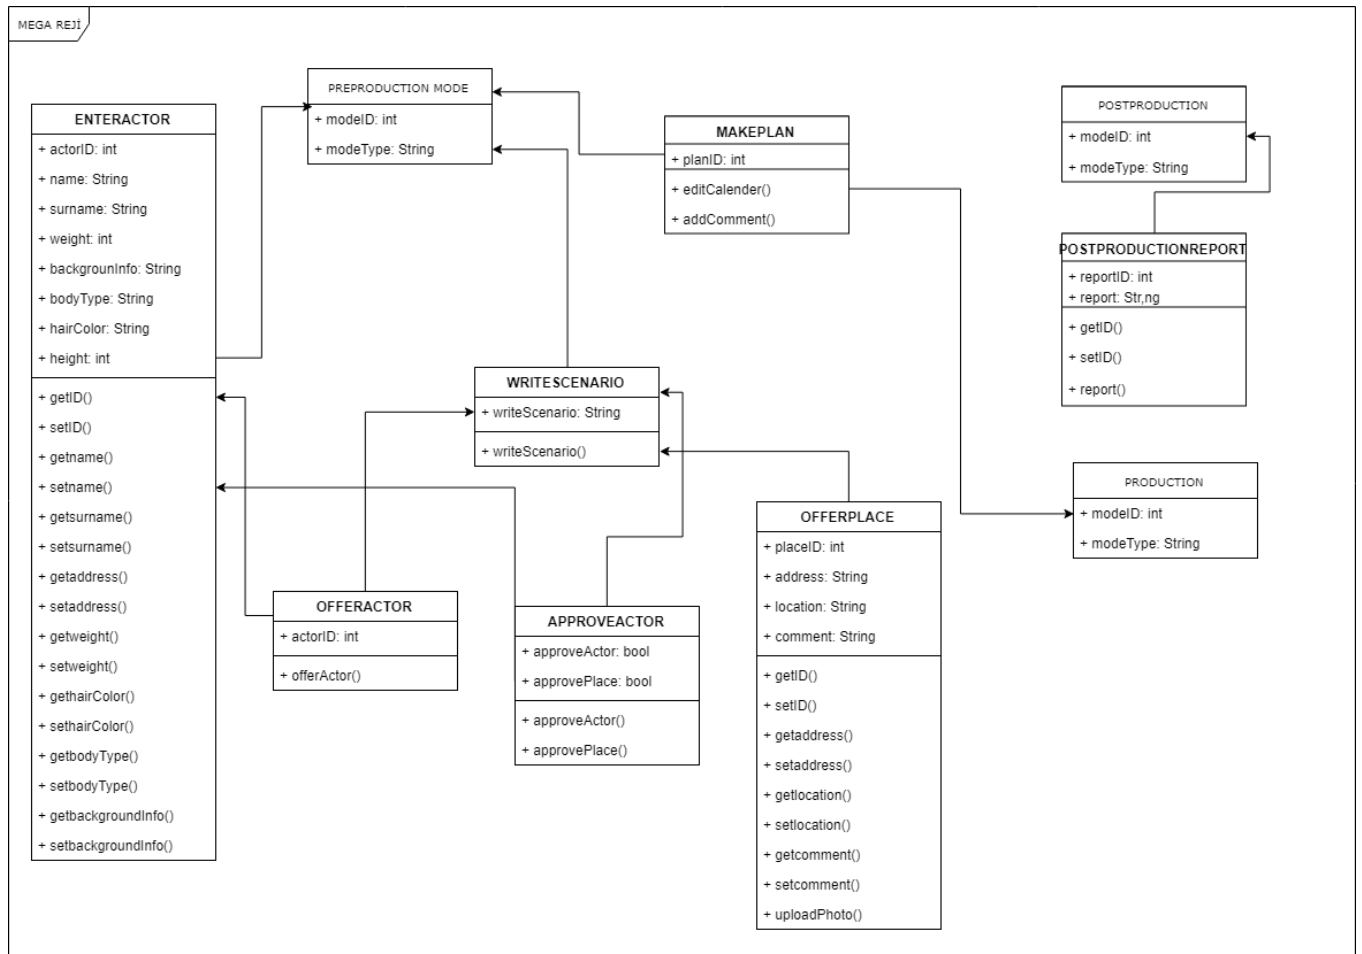 MEGA REJİ
ENTERACTOR
+ actorID: int
+ name: String
+ surname: String
+ weight: int
+ backgrounInfo: String
+ bodyType: String
+ hairColor: String
+ height: int
+ getID()
+ setID()
+ getname()
+ setname()
+ getsurname()
+ setsurname()
+ getaddress()
+ setaddress()
+ getweight()
+ setweight()
+ gethairColor()
+ sethairColor()
+ getbodyType()
+ setbodyType()
+ getbackgroundInfo()
+ setbackgroundInfo()
PREPRODUCTION MODE
+ modeID: int
+ modeType: String
MAKEPLAN
+ planID: int
+ editCalender()
+ addComment()
POSTPRODUCTION
+ modeID: int
+ modeType: String
POSTPRODUCTIONREPORT
+ reportID: int
+ report: Str,ng
+ getID()
+ setID()
+ report()
WRITESCENARIO
+ writeScenario: String
+ writeScenario()
PRODUCTION
+ modeID: int
+ modeType: String
OFFERPLACE
+ placeID: int
+ address: String
+ location: String
+ comment: String
+ getID()
+ setID()
+ getaddress()
+ setaddress()
+ getlocation()
+ setlocation()
+ getcomment()
+ setcomment()
+ uploadPhoto()
OFFERACTOR
+ actorID: int
+ offerActor()
APPROVEACTOR
+ approveActor: bool
+ approvePlace: bool
+ approveActor()
+ approvePlace()